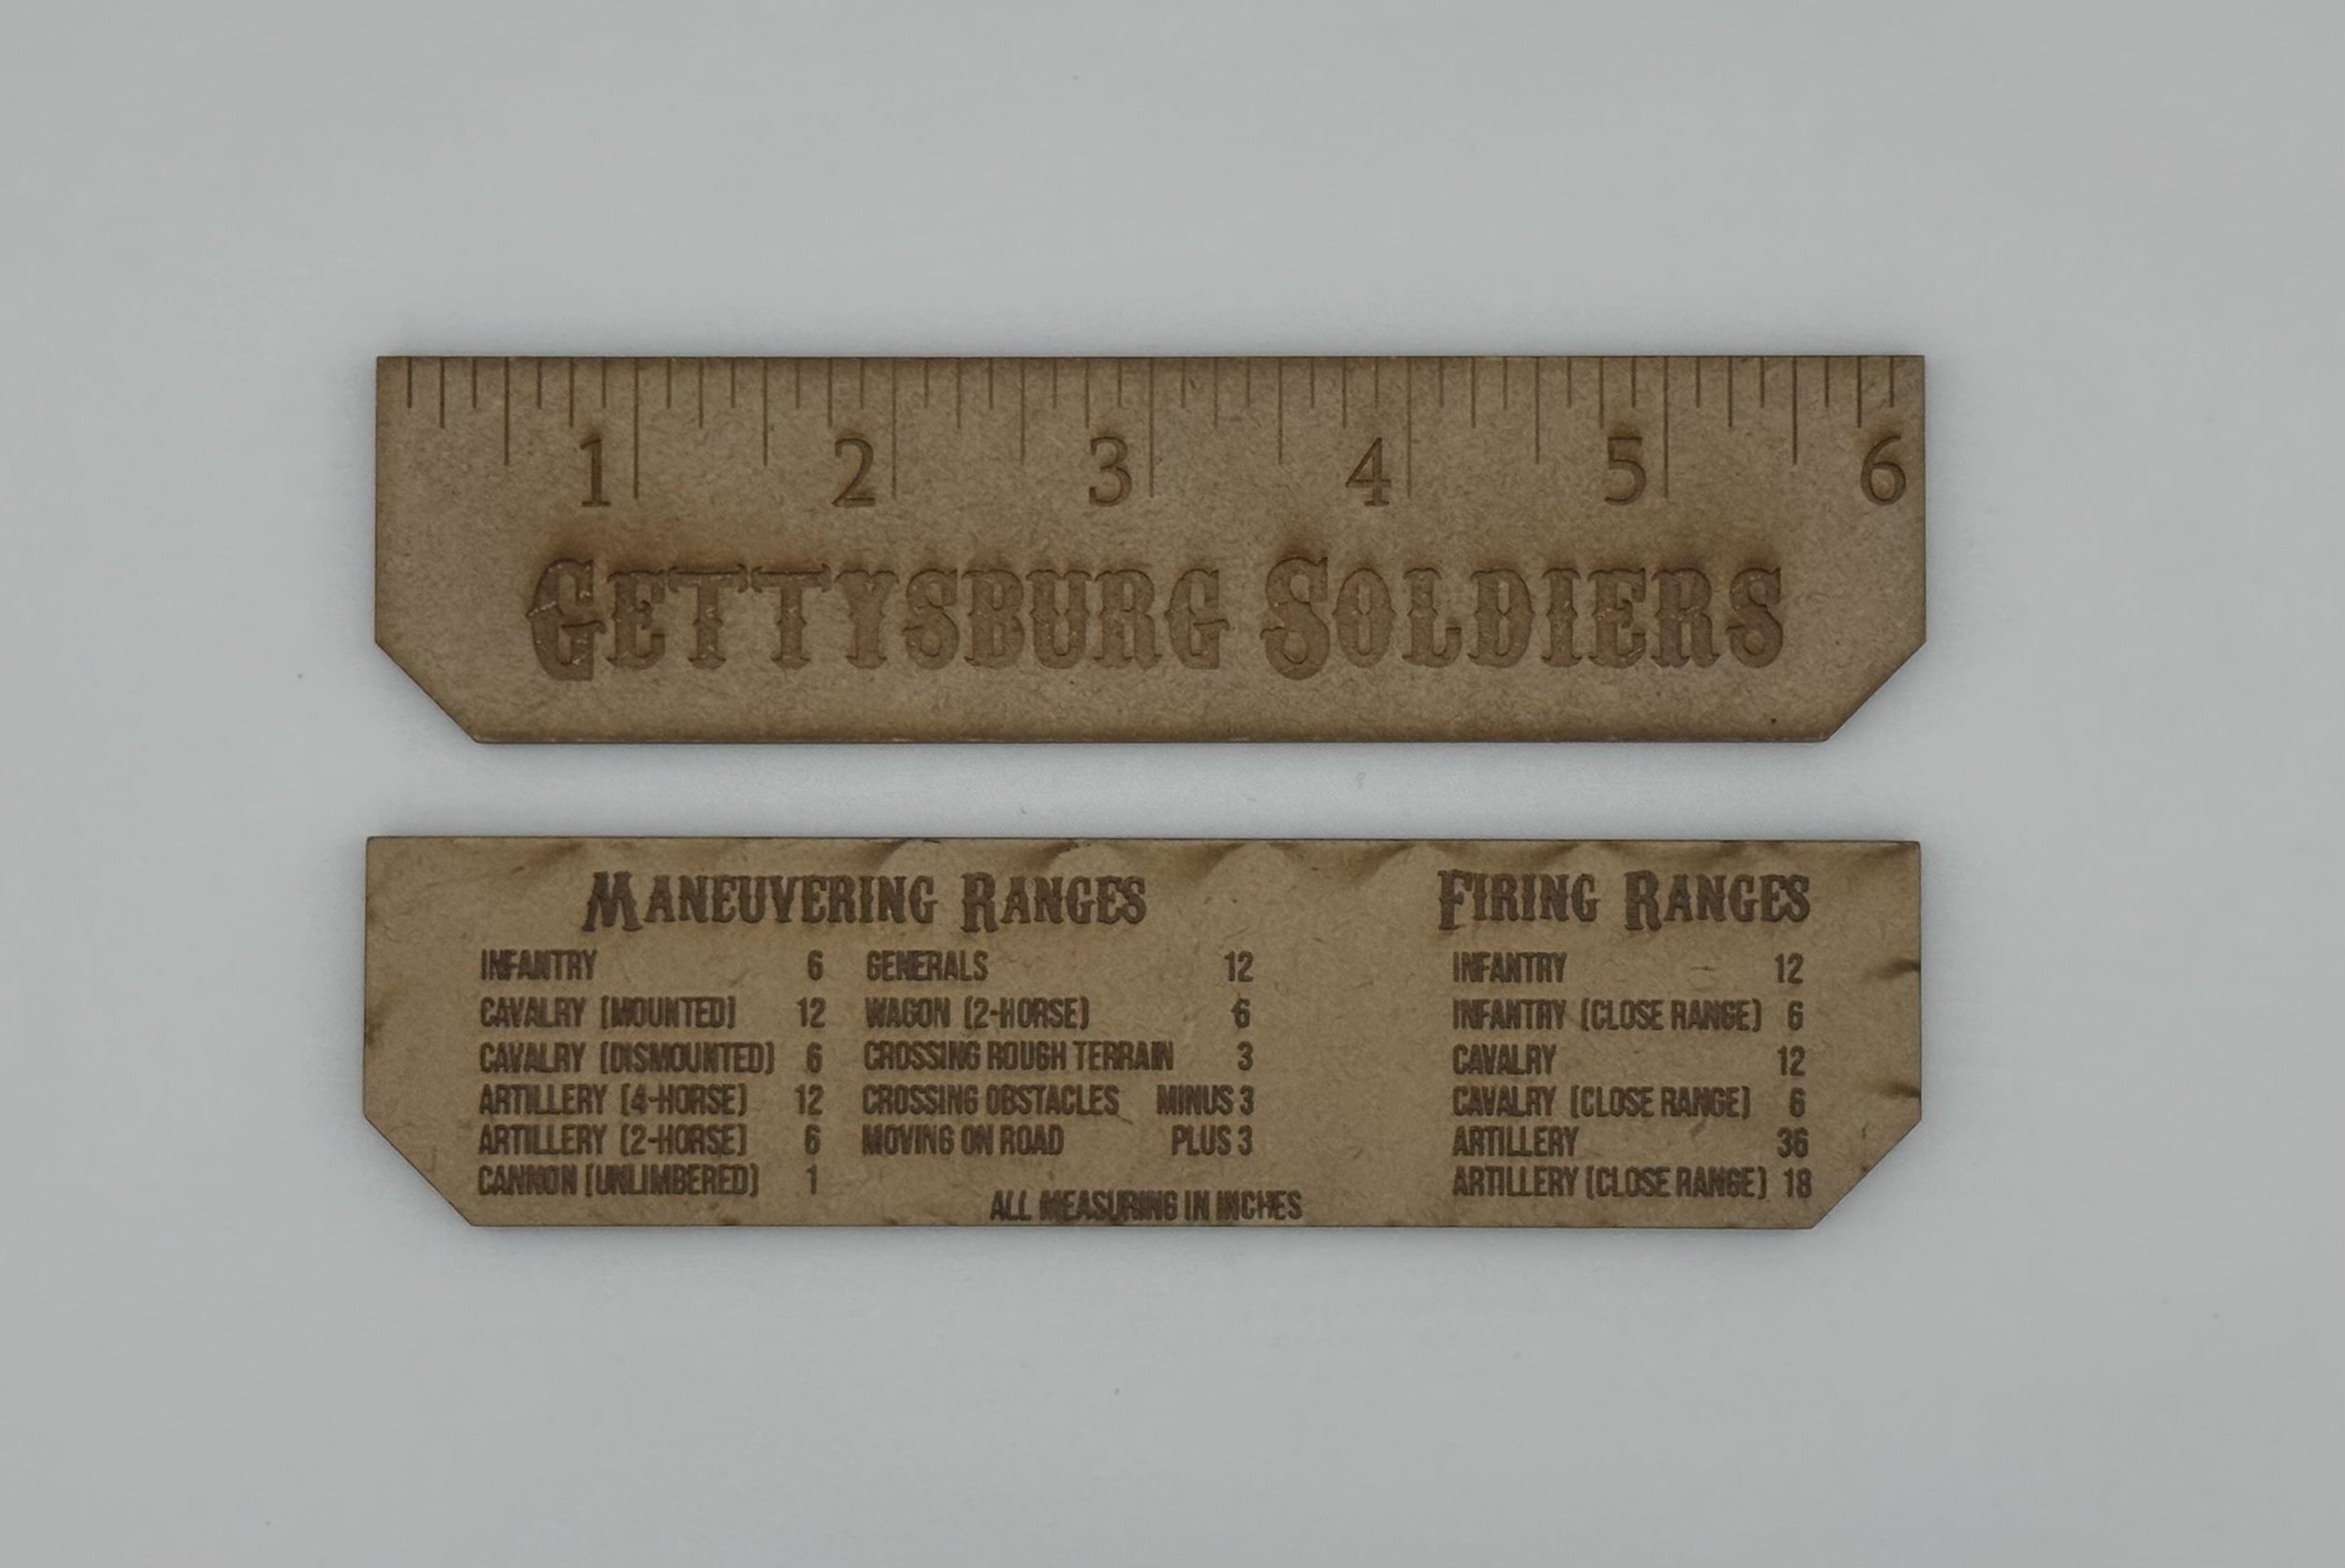 1 2 3 4 5 6
GETTYSBURG SOLDIERS
MANEUVERING RANGES
INFANTRY 6
CAVALRY (MOUNTED) 12
CAVALRY (DISMOUNTED) 6
ARTILLERY (4-HORSE) 12
ARTILLERY (2-HORSE) 6
CANNON (UNLIMBERED) 1
GENERALS 12
WAGON (2-HORSE) 6
CROSSING ROUGH TERRAIN 3
CROSSING OBSTACLES MINUS 3
MOVING ON ROAD PLUS 3
FIRING RANGES
INFANTRY 12
INFANTRY (CLOSE RANGE) 6
CAVALRY 12
CAVALRY (CLOSE RANGE) 6
ARTILLERY 36
ARTILLERY (CLOSE RANGE) 18
ALL MEASURING IN INCHES